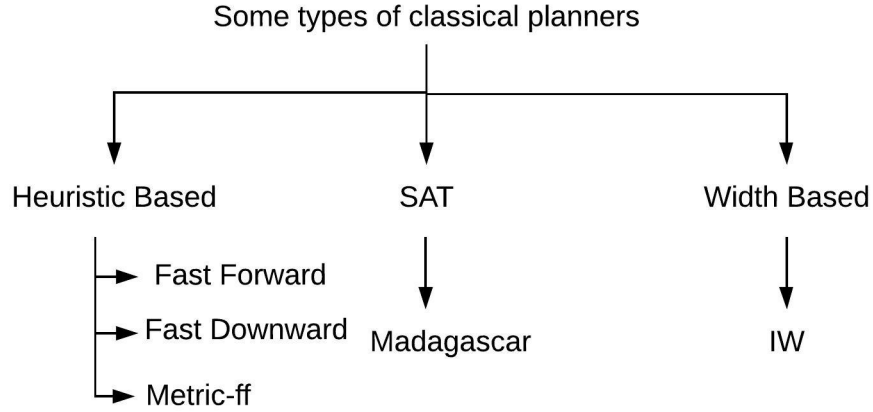 Some types of classical planners
Heuristic Based
SAT
Width Based
Fast Forward
Fast Downward
Metric-ff
Madagascar
IW